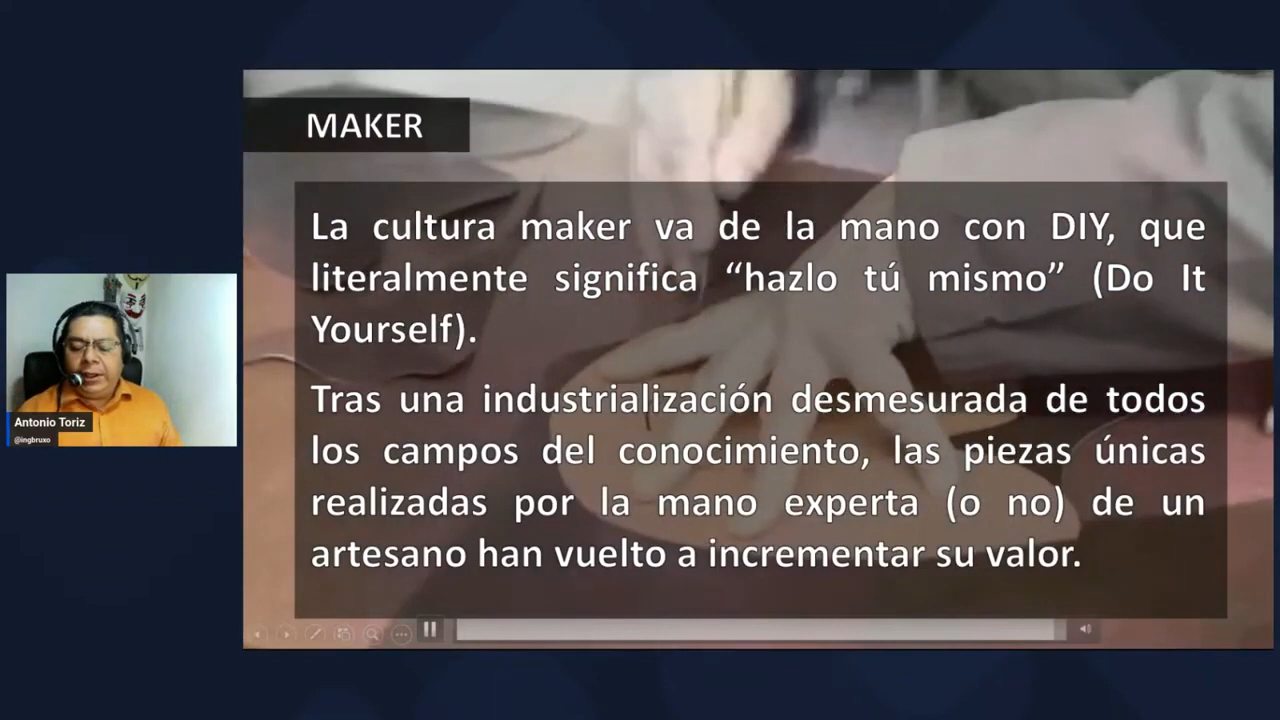 MAKER
La cultura maker va de la mano con DIY, que
literalmente significa “hazlo tú mismo” (Do It
Yourself).
Tras una industrialización desmesurada de todos
los campos del conocimiento, las piezas únicas
realizadas por la mano experta (o no) de un
artesano han vuelto a incrementar su valor.
Antonio Toriz
@ingbruxo